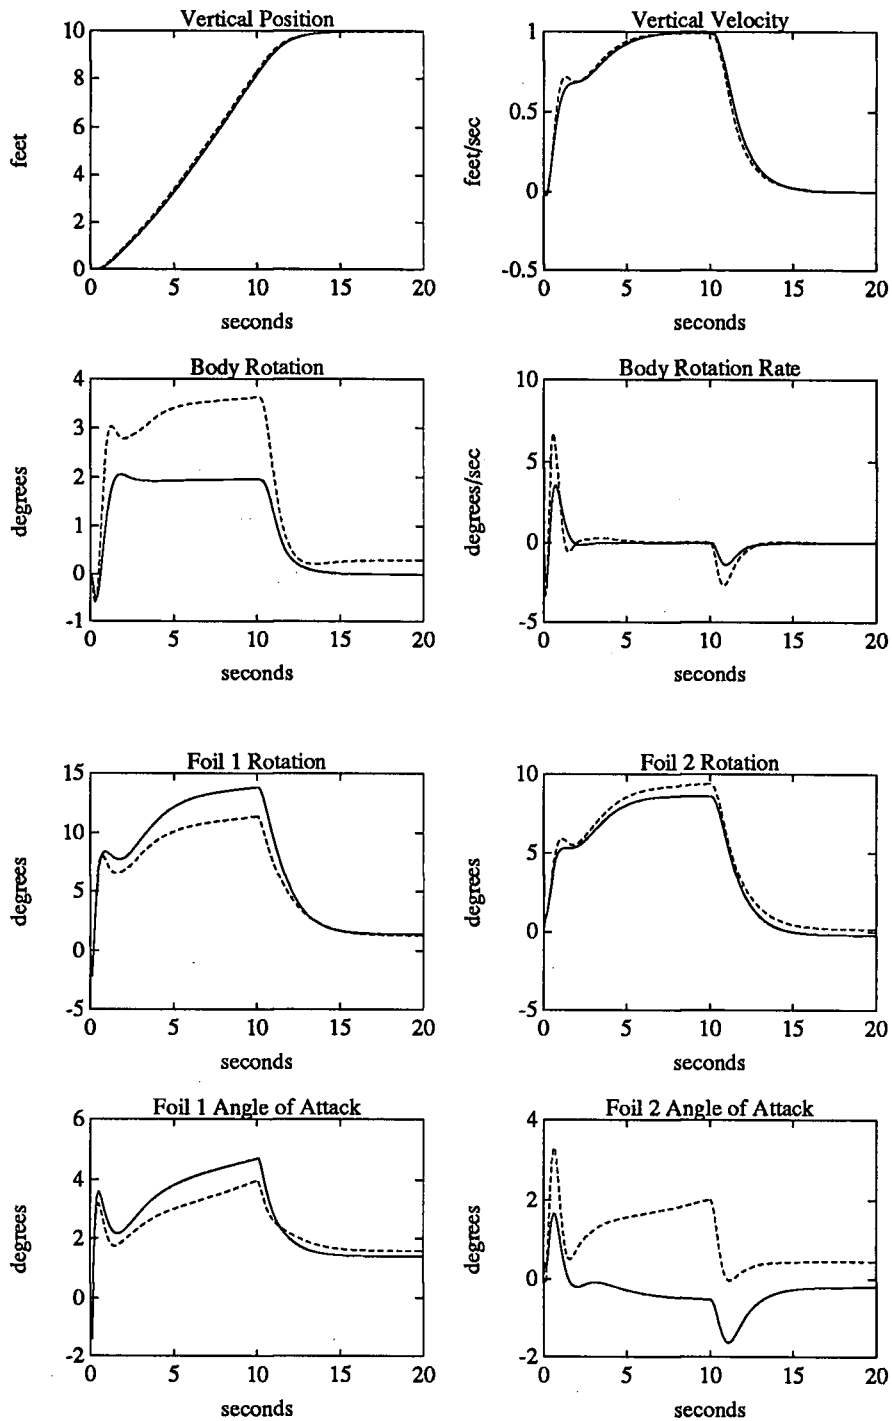 Vertical Position
10
8
6
4
2
0
feet
0 5 10 15 20
seconds
Vertical Velocity
1
0.5
0
-0.5
feet/sec
0 5 10 15 20
seconds
Body Rotation
4
3
2
1
0
-1
degrees
0 5 10 15 20
seconds
Body Rotation Rate
10
5
0
-5
degrees/sec
0 5 10 15 20
seconds
Foil 1 Rotation
15
10
5
0
-5
degrees
0 5 10 15 20
seconds
Foil 2 Rotation
10
5
0
-5
degrees
0 5 10 15 20
seconds
Foil 1 Angle of Attack
6
4
2
0
-2
degrees
0 5 10 15 20
seconds
Foil 2 Angle of Attack
4
2
0
-2
degrees
0 5 10 15 20
seconds